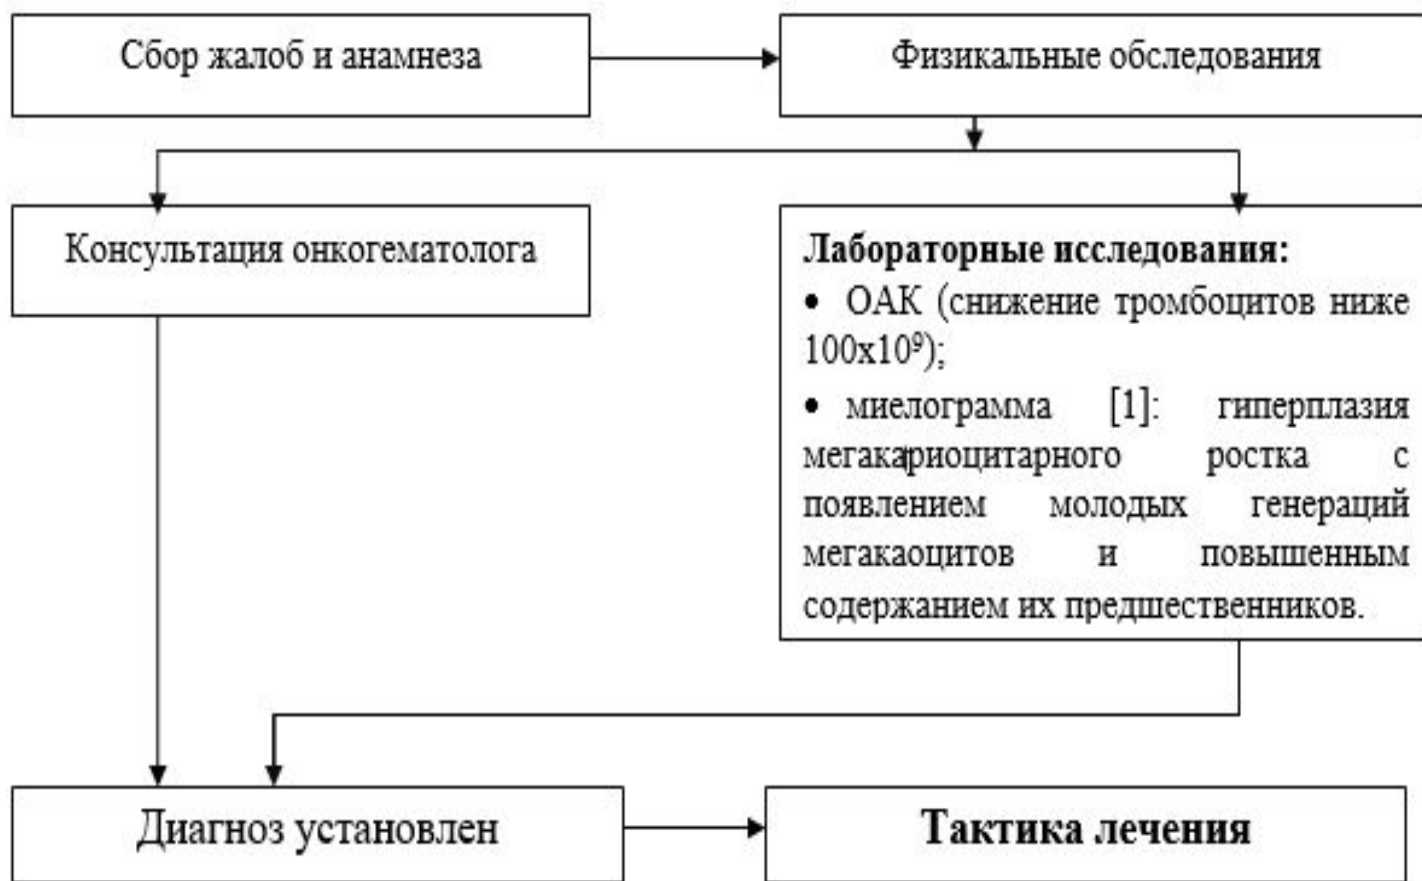 Сбор жалоб и анамнеза
Физикальные обследования
Консультация онкогематолога
Лабораторные исследования:
• ОАК (снижение тромбоцитов ниже
100х10⁹);
• миелограмма [1]: гиперплазия
мегакариоцитарного ростка с
появлением молодых генераций
мегакаоцитов и повышенным
содержанием их предшественников.
Диагноз установлен
Тактика лечения